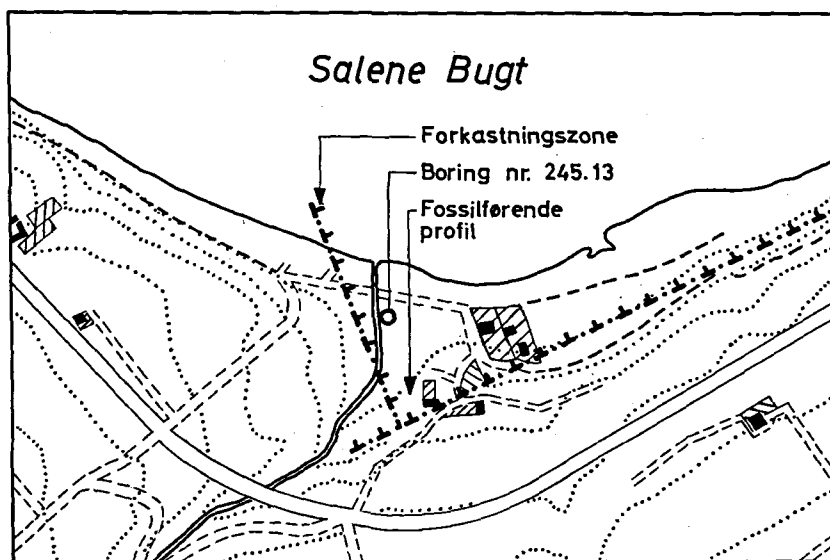 Salene Bugt
Forkastningszone
Boring nr. 245.13
Fossilførende
profil